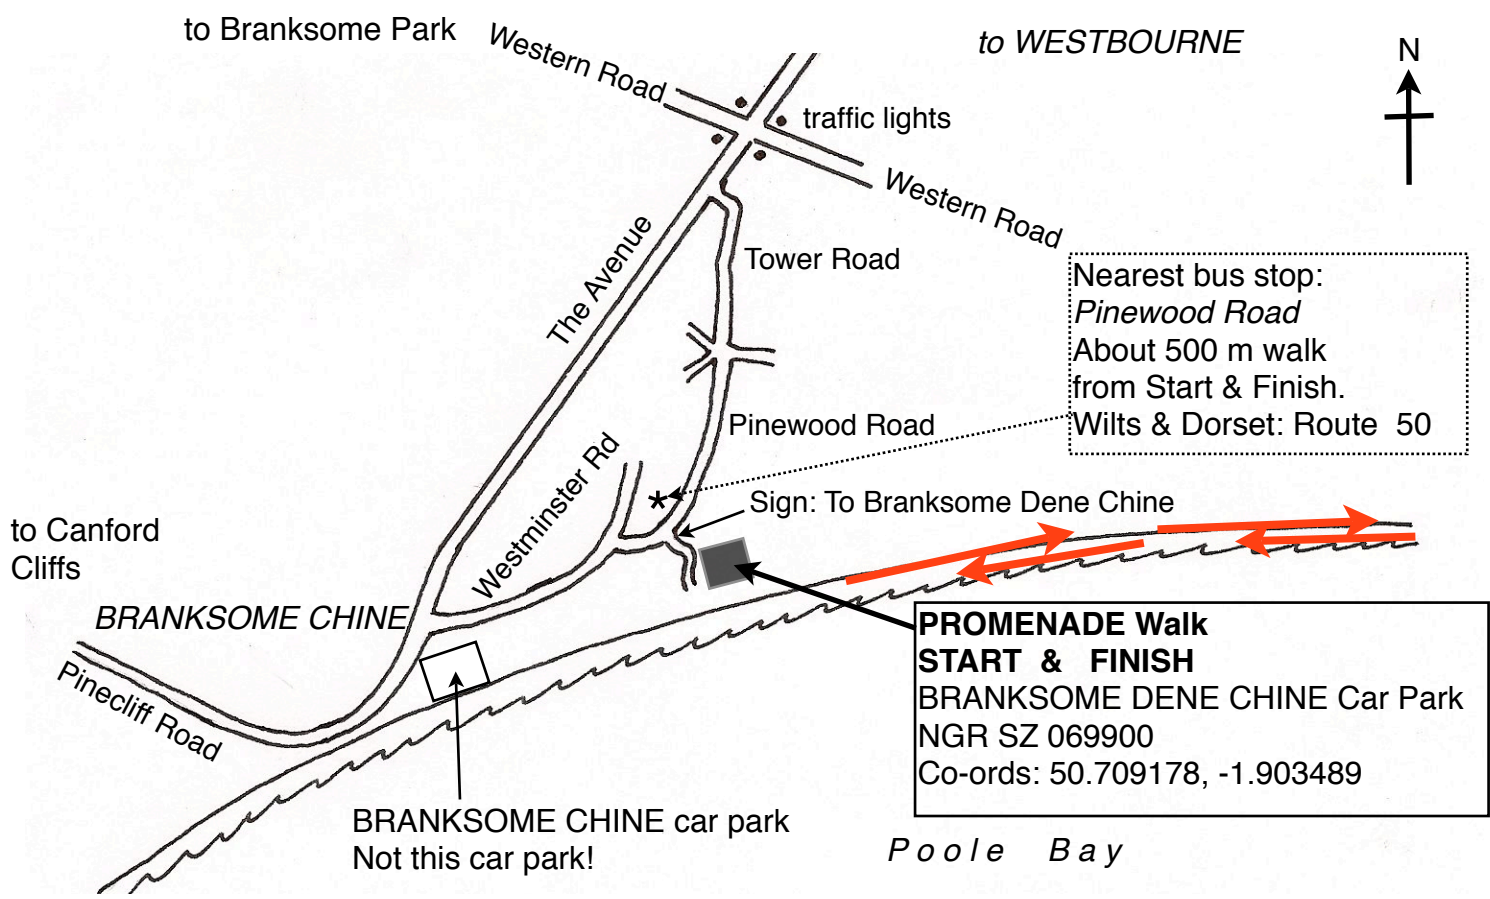 to Branksome Park
Western Road
to WESTBOURNE
N
traffic lights
Western Road
The Avenue
Tower Road
Nearest bus stop:
Pinewood Road
About 500 m walk
from Start & Finish.
Wilts & Dorset: Route 50
Pinewood Road
Westminster Rd
*
Sign: To Branksome Dene Chine
to Canford
Cliffs
BRANKSOME CHINE
Pinecliff Road
PROMENADE Walk
START & FINISH
BRANKSOME DENE CHINE Car Park
NGR SZ 069900
Co-ords: 50.709178, -1.903489
BRANKSOME CHINE car park
Not this car park!
Poole Bay